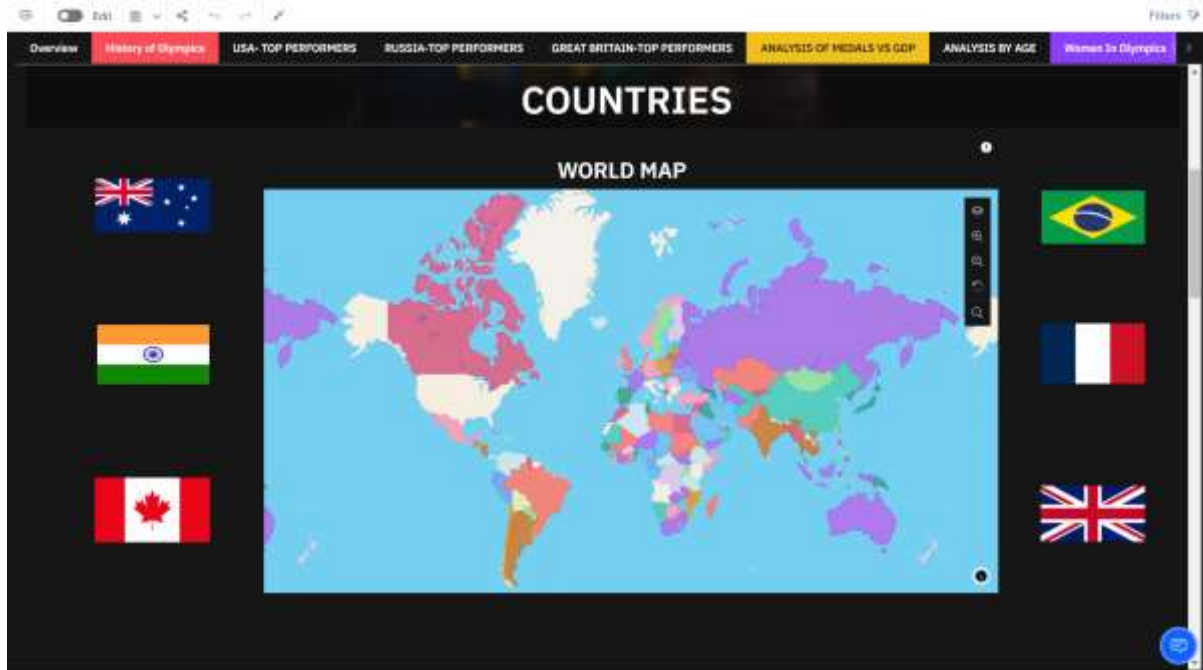 Edit
Filters
Overview
History of Olympics
USA- TOP PERFORMERS
RUSSIA-TOP PERFORMERS
GREAT BRITTAIN-TOP PERFORMERS
ANALYSIS OF MEDALS VS GDP
ANALYSIS BY AGE
Women In Olympics
COUNTRIES
WORLD MAP